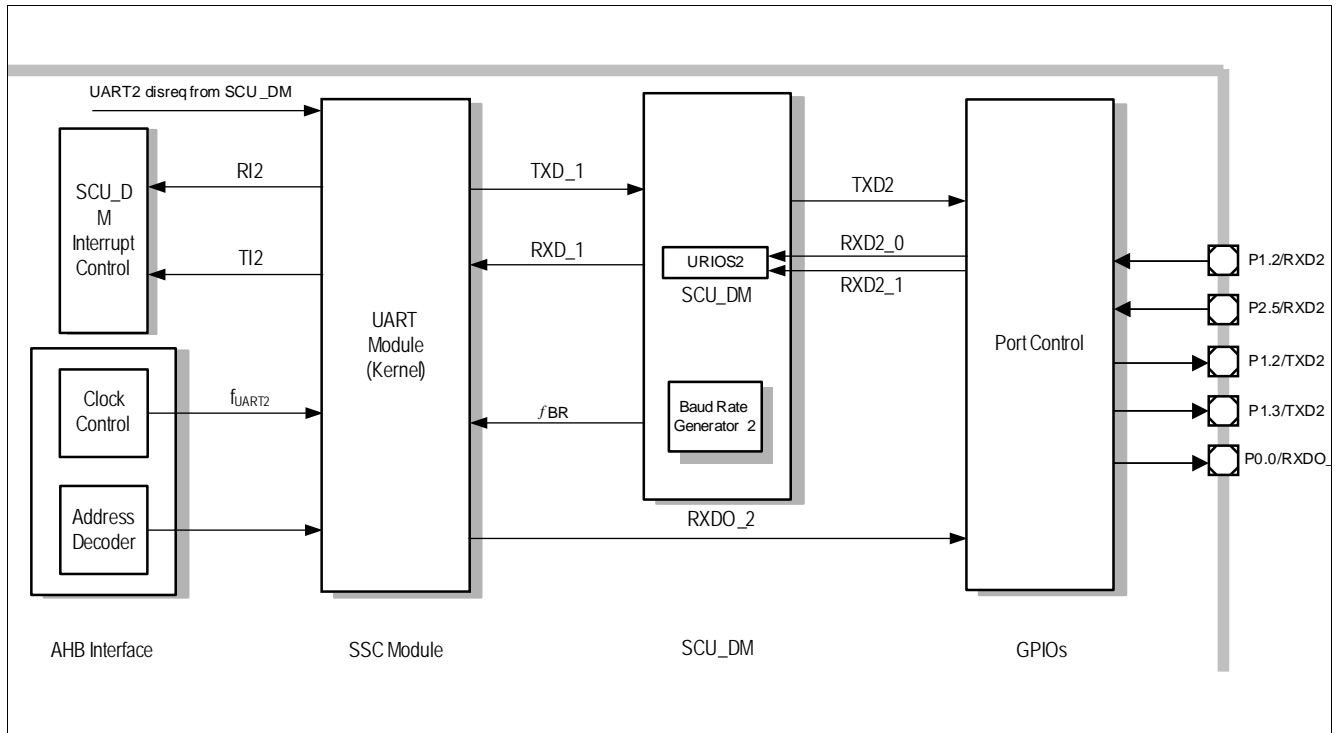 UART2 disreq from SCU_DM
SCU_D
M
Interrupt
Control
RI2
TI2
Clock
Control
fUART2
Address
Decoder
UART
Module
(Kernel)
TXD_1
RXD_1
URIOS2
SCU_DM
fBR
Baud Rate
Generator 2
RXDO_2
TXD2
RXD2_0
RXD2_1
Port Control
P1.2/RXD2
P2.5/RXD2
P1.2/TXD2
P1.3/TXD2
P0.0/RXDO_
AHB Interface
SSC Module
SCU_DM
GPIOs